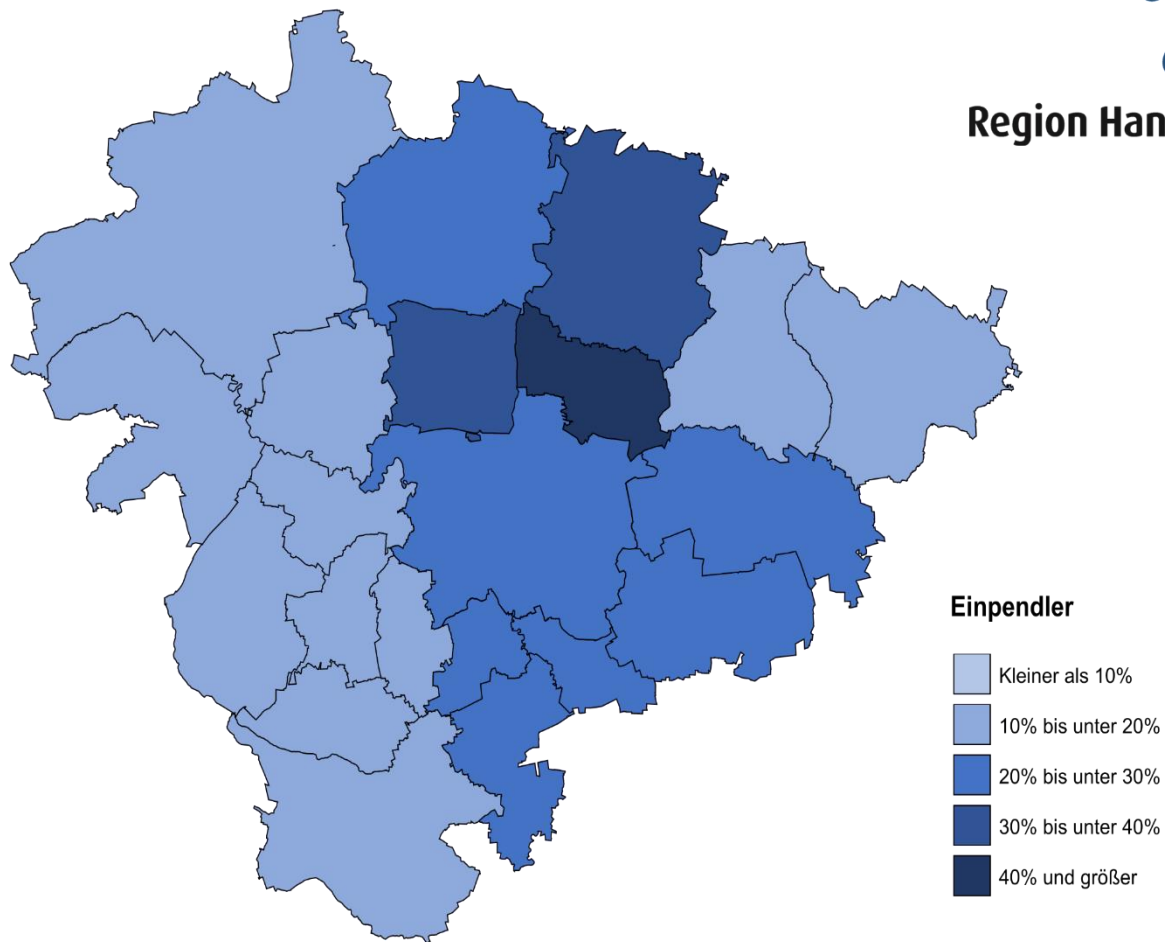 Region Han
Einpendler
Kleiner als 10%
10% bis unter 20%
20% bis unter 30%
30% bis unter 40%
40% und größer